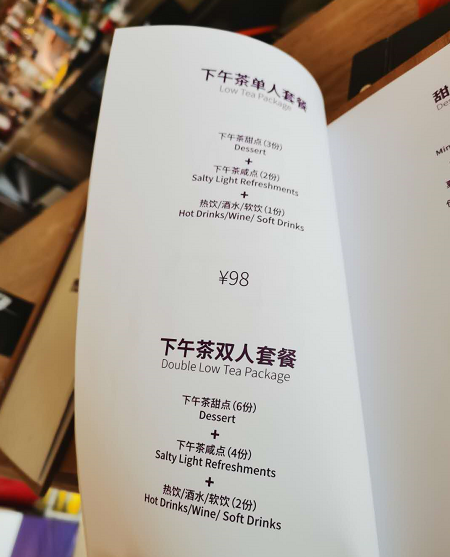 下午茶单人套餐
Low Tea Package
下午茶甜点(3份)
Dessert
+
下午茶咸点(2份)
Salty Light Refreshments
+
热饮/酒水/软饮(1份)
Hot Drinks/Wine/ Soft Drinks
¥98
下午茶双人套餐
Double Low Tea Package
下午茶甜点(6份)
Dessert
+
下午茶咸点(4份)
Salty Light Refreshments
+
热饮/酒水/软饮(2份)
Hot Drinks/Wine/ Soft Drinks
甜
Des
Min